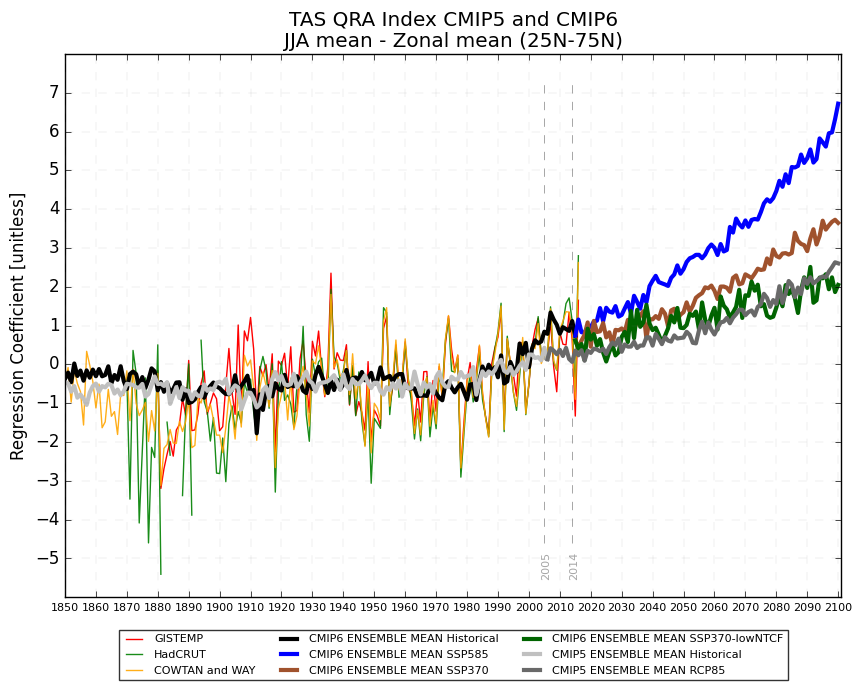 TAS QRA Index CMIP5 and CMIP6
JJA mean - Zonal mean (25N-75N)
Regression Coefficient [unitless]
7
6
5
4
3
2
1
0
−1
−2
−3
−4
−5
2005
2014
1850 1860 1870 1880 1890 1900 1910 1920 1930 1940 1950 1960 1970 1980 1990 2000 2010 2020 2030 2040 2050 2060 2070 2080 2090 2100
GISTEMP
HadCRUT
COWTAN and WAY
CMIP6 ENSEMBLE MEAN Historical
CMIP6 ENSEMBLE MEAN SSP585
CMIP6 ENSEMBLE MEAN SSP370
CMIP6 ENSEMBLE MEAN SSP370-lowNTCF
CMIP5 ENSEMBLE MEAN Historical
CMIP5 ENSEMBLE MEAN RCP85